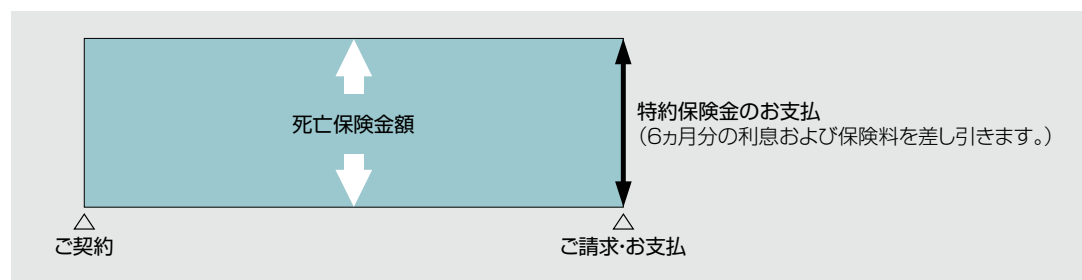 死亡保険金額
特約保険金のお支払
（6ヵ月分の利息および保険料を差し引きます。）
ご契約
ご請求・お支払